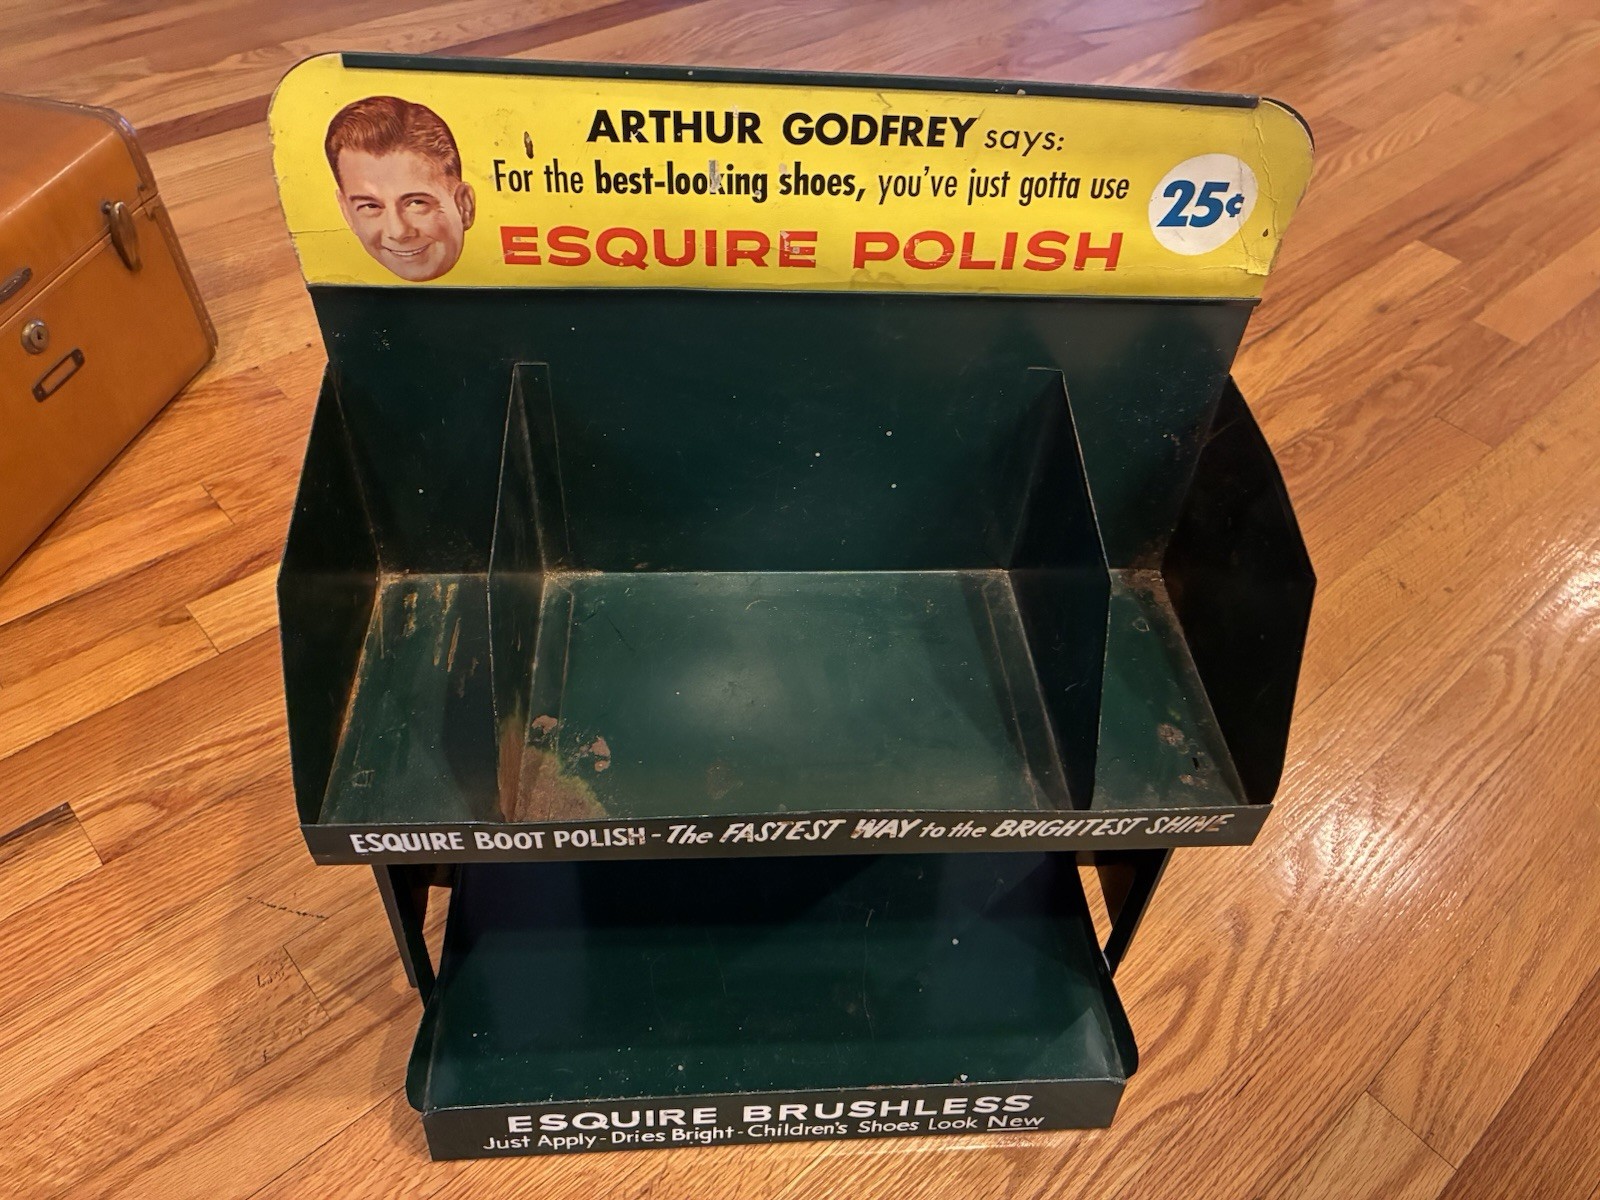 ARTHUR GODFREY says:
For the best-looking shoes, you've just gotta use
25¢
ESQUIRE POLISH
ESQUIRE BOOT POLISH - The FASTEST WAY to the BRIGHTEST SHINE
ESQUIRE BRUSHLESS
Just Apply - Dries Bright - Children's Shoes Look New